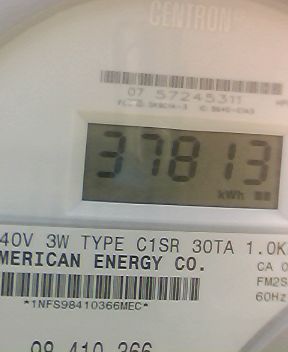 CENTRON
07 57245311
37813
kWh
40V 3W TYPE C1SR 30TA 1.0K
MERICAN ENERGY CO.
CA 0
FM2S
60Hz
*1NFS98410366MEC*
98 410 366